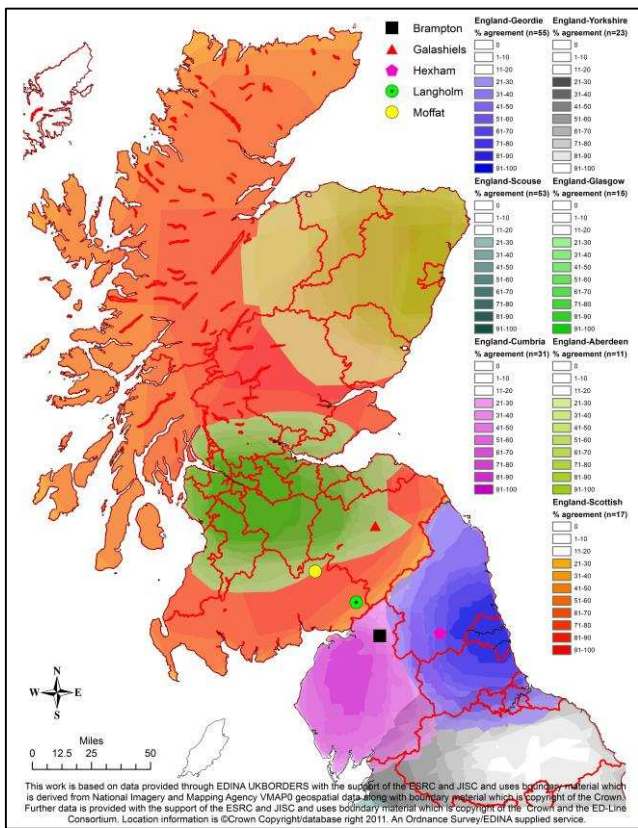 Brampton
Galashiels
Hexham
Langholm
Moffat
England-Geordie
% agreement (n=55)
0
1-10
11-20
21-30
31-40
41-50
51-60
61-70
71-80
81-90
91-100
England-Yorkshire
% agreement (n=23)
0
1-10
11-20
21-30
31-40
41-50
51-60
61-70
71-80
81-90
91-100
England-Scouse
% agreement (n=53)
0
1-10
11-20
21-30
31-40
41-50
51-60
61-70
71-80
81-90
91-100
England-Glasgow
% agreement (n=15)
0
1-10
11-20
21-30
31-40
41-50
51-60
61-70
71-80
81-90
91-100
England-Cumbria
% agreement (n=31)
0
1-10
11-20
21-30
31-40
41-50
51-60
61-70
71-80
81-90
91-100
England-Aberdeen
% agreement (n=11)
0
1-10
11-20
21-30
31-40
41-50
51-60
61-70
71-80
81-90
91-100
England-Scottish
% agreement (n=17)
0
1-10
11-20
21-30
31-40
41-50
51-60
61-70
71-80
81-90
91-100
N
W E
S
Miles
0 12.5 25 50
This work is based on data provided through EDINA UKBORDERS with the support of the ESRC and JISC and uses boundary material which
is derived from National Imagery and Mapping Agency VMAP0 geospatial data along with boundary material which is copyright of the Crown.
Further data is provided with the support of the ESRC and JISC and uses boundary material which is copyright of the Crown and the ED-Line
Consortium. Location information is ©Crown Copyright/database right 2011. An Ordnance Survey/EDINA supplied service.